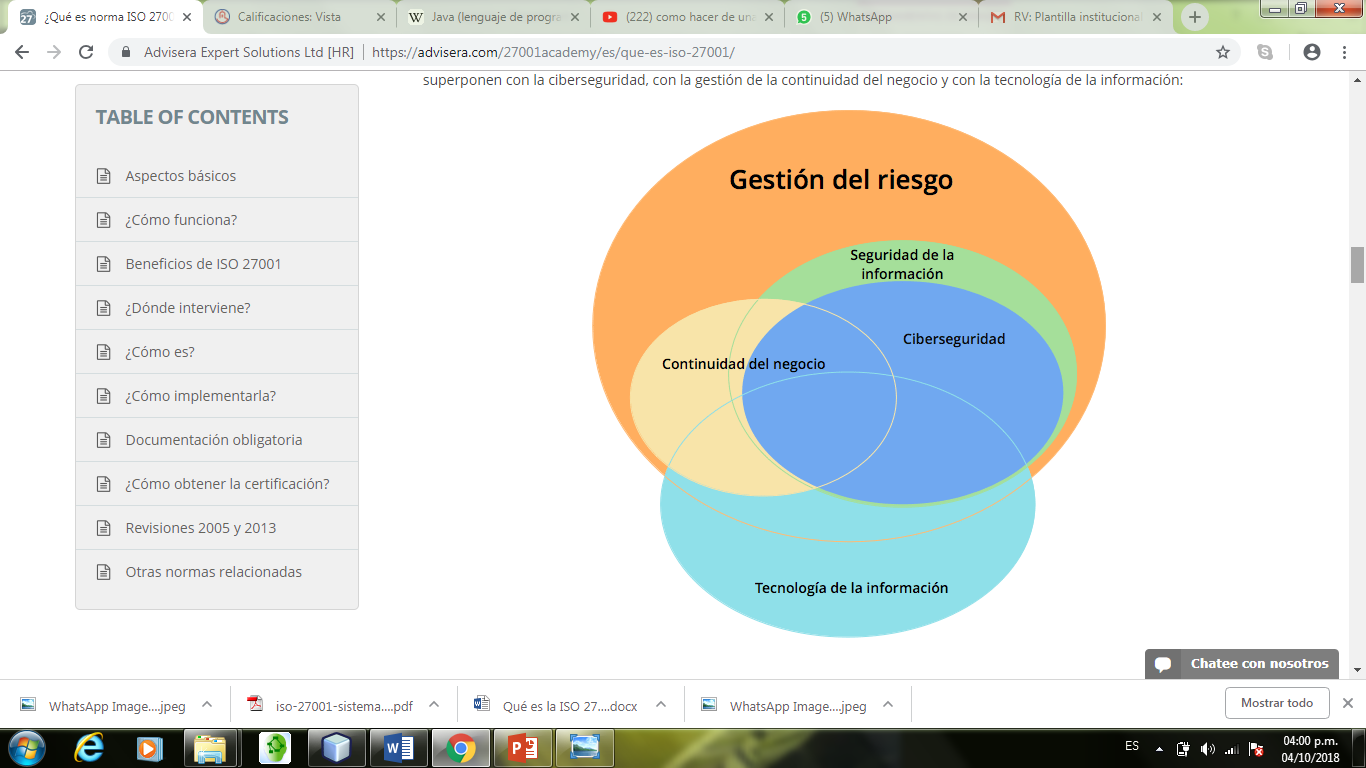 ¿Qué es norma ISO 2700
Calificaciones: Vista
Java (lenguaje de progra
(222) como hacer de una
(5) WhatsApp
RV: Plantilla institucional
Advisera Expert Solutions Ltd [HR]
https://advisera.com/27001academy/es/que-es-iso-27001/
superponen con la ciberseguridad, con la gestión de la continuidad del negocio y con la tecnología de la información:
TABLE OF CONTENTS
Aspectos básicos
¿Cómo funciona?
Beneficios de ISO 27001
¿Dónde interviene?
¿Cómo es?
¿Cómo implementarla?
Documentación obligatoria
¿Cómo obtener la certificación?
Revisiones 2005 y 2013
Otras normas relacionadas
Gestión del riesgo
Seguridad de la
información
Ciberseguridad
Continuidad del negocio
Tecnología de la información
Chatee con nosotros
WhatsApp Image....jpeg
iso-27001-sistema....pdf
Qué es la ISO 27....docx
WhatsApp Image....jpeg
Mostrar todo
ES
04:00 p.m.
04/10/2018